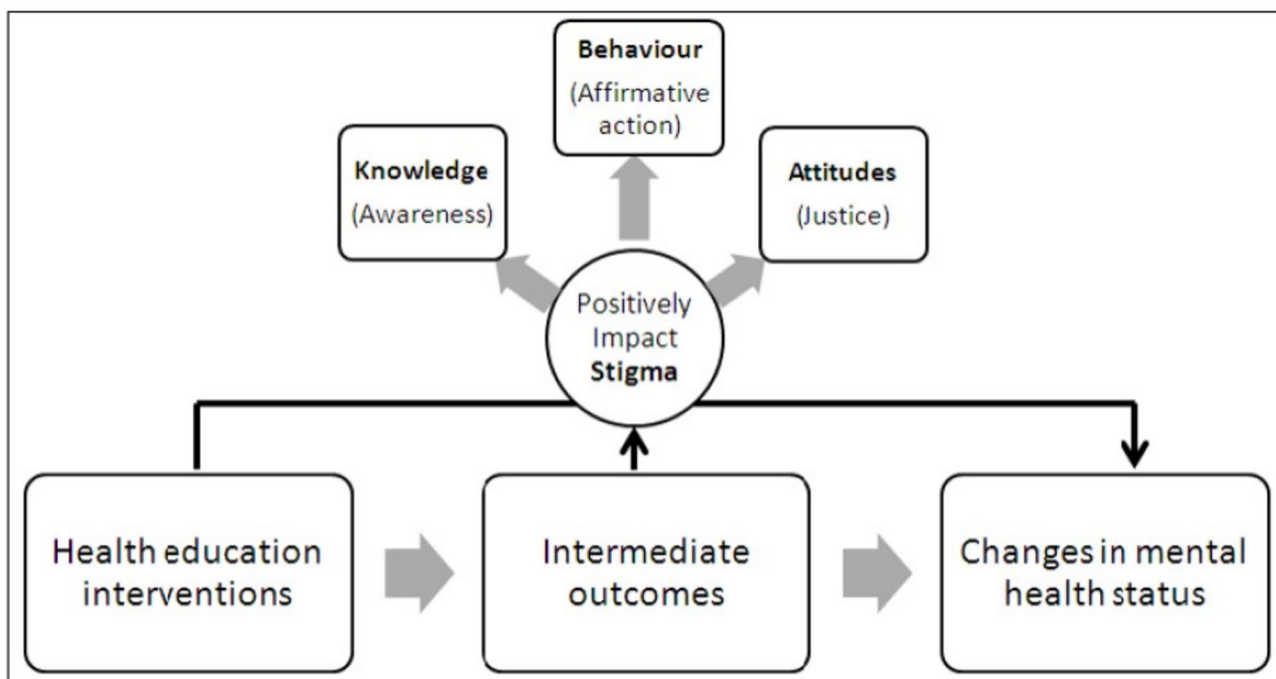 Behaviour
(Affirmative
action)
Knowledge
(Awareness)
Attitudes
(Justice)
Positively
Impact
Stigma
Health education
interventions
Intermediate
outcomes
Changes in mental
health status